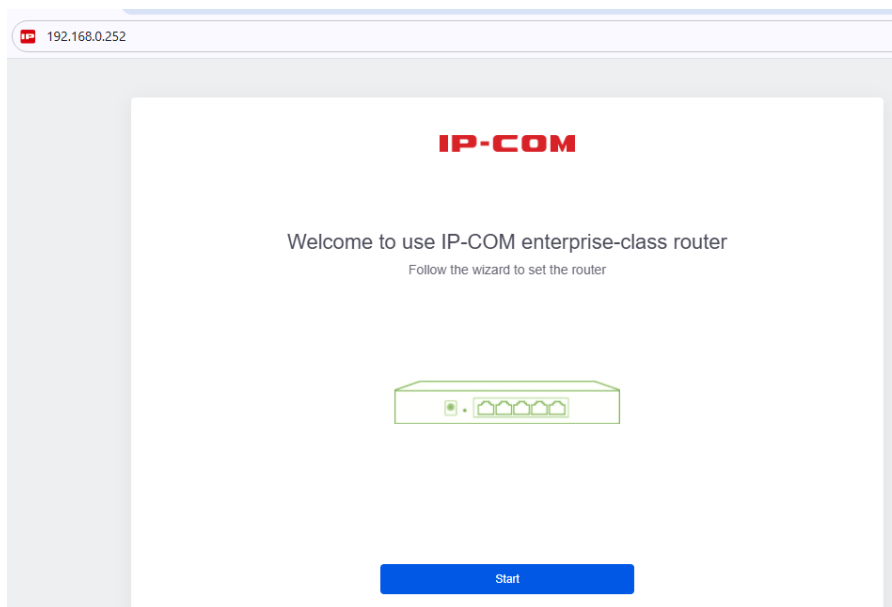 IP
192.168.0.252
IP-COM
Welcome to use IP-COM enterprise-class router
Follow the wizard to set the router
Start